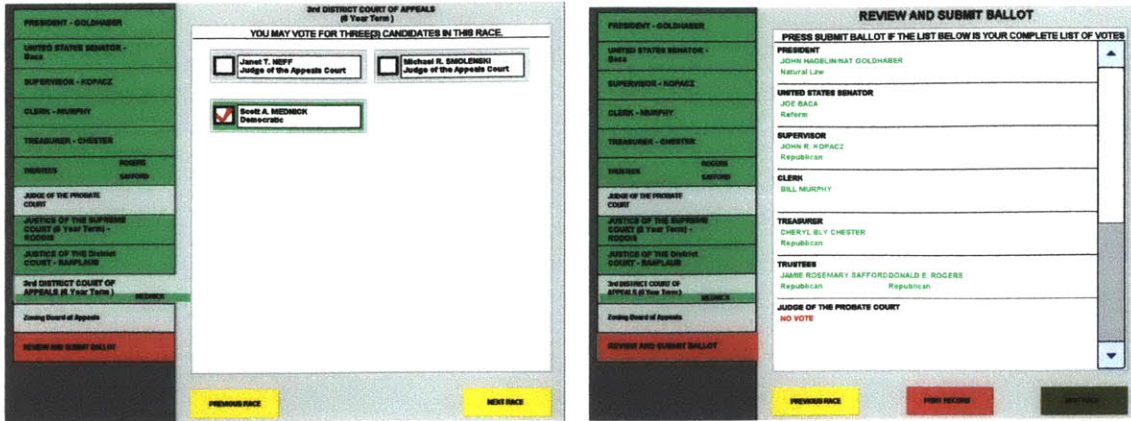 PRESIDENT - GOLDHABER
UNITED STATES SENATOR -
Baca
SUPERVISOR - KOPACZ
CLERK - MURPHY
TREASURER - CHESTER
TRUSTEES
ROGERS
SAFFORD
JUDGE OF THE PROBATE
COURT
JUSTICE OF THE SUPREME
COURT (6 Year Term) -
RODDIS
JUSTICE OF THE District
COURT - RAAFLAUB
3rd DISTRICT COURT OF
APPEALS (6 Year Term )
MEDNICK
Zoning Board of Appeals
REVIEW AND SUBMIT BALLOT
3rd DISTRICT COURT OF APPEALS
(6 Year Term )
YOU MAY VOTE FOR THREE(3) CANDIDATES IN THIS RACE.
Janet T. NEFF
Judge of the Appeals Court
Michael R. SMOLENSKI
Judge of the Appeals Court
Scott A. MEDNICK
Democratic
PREVIOUS RACE
NEXT RACE
PRESIDENT - GOLDHABER
UNITED STATES SENATOR -
Baca
SUPERVISOR - KOPACZ
CLERK - MURPHY
TREASURER - CHESTER
TRUSTEES
ROGERS
SAFFORD
JUDGE OF THE PROBATE
COURT
JUSTICE OF THE SUPREME
COURT (6 Year Term) -
RODDIS
JUSTICE OF THE District
COURT - RAAFLAUB
3rd DISTRICT COURT OF
APPEALS (6 Year Term )
MEDNICK
Zoning Board of Appeals
REVIEW AND SUBMIT BALLOT
REVIEW AND SUBMIT BALLOT
PRESS SUBMIT BALLOT IF THE LIST BELOW IS YOUR COMPLETE LIST OF VOTES
PRESIDENT
JOHN HAGELIN/NAT GOLDHABER
Natural Law
UNITED STATES SENATOR
JOE BACA
Reform
SUPERVISOR
JOHN R. KOPACZ
Republican
CLERK
BILL MURPHY
TREASURER
CHERYL BLY CHESTER
Republican
TRUSTEES
JAMIE ROSEMARY SAFFORDDONALD E. ROGERS
Republican Republican
JUDGE OF THE PROBATE COURT
NO VOTE
PREVIOUS RACE
PRINT RECORD
NEXT RACE